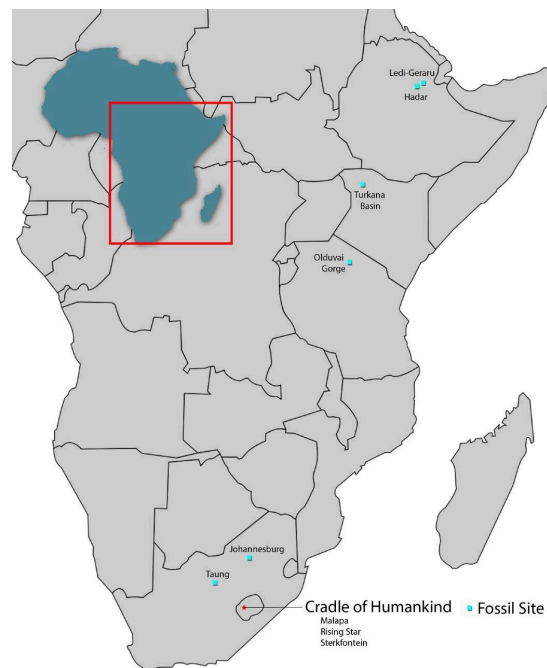 Ledi-Geraru
Hadar
Turkana
Basin
Olduvai
Gorge
Johannesburg
Taung
Cradle of Humankind
Malapa
Rising Star
Sterkfontein
Fossil Site